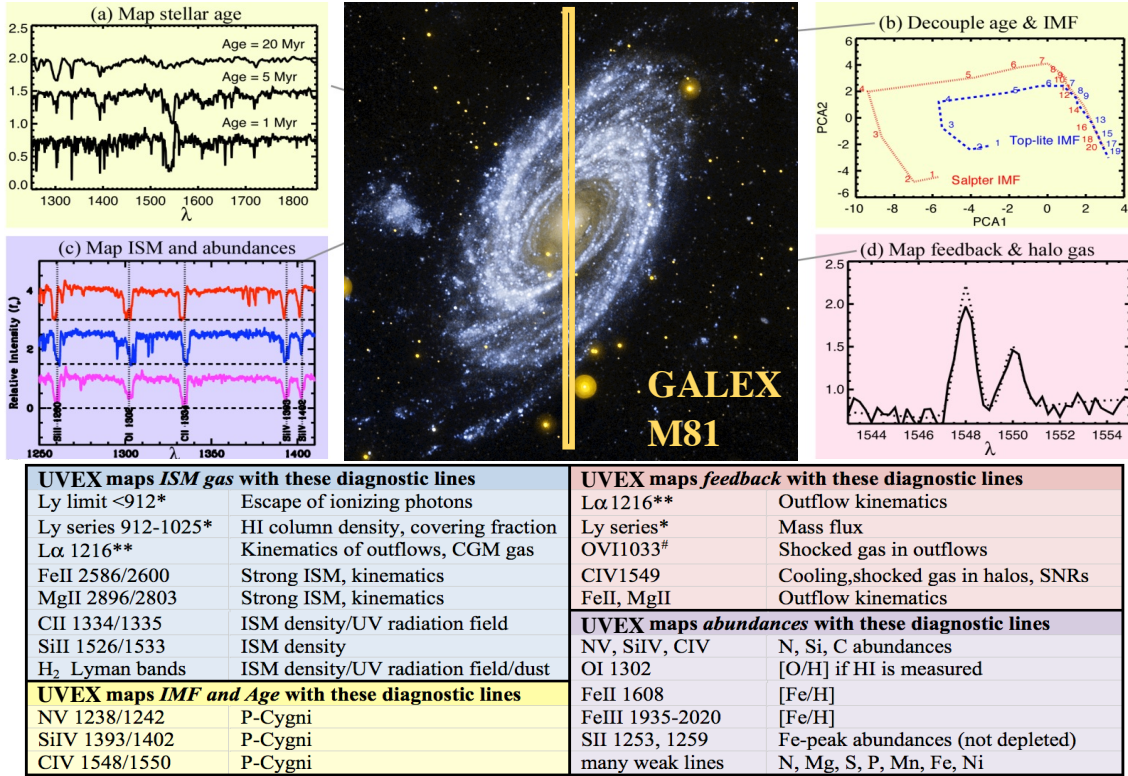 (a) Map stellar age
2.5
2.0
1.5
1.0
0.5
0.0
Age = 20 Myr
Age = 5 Myr
Age = 1 Myr
1300 1400 1500 1600 1700 1800
λ
GALEX
M81
(b) Decouple age & IMF
PCA2
6
4
2
0
-2
-4
-6
Top-lite IMF
Salpter IMF
-10 -8 -6 -4 -2 0 2 4
PCA1
(c) Map ISM and abundances
Relative Intensity (fᵥ)
4
2
0
SiII 1260
OI 1302
CII 1334
SiIV 1393
SiIV 1402
1250 1300 1350 1400
λ
(d) Map feedback & halo gas
2.5
2.0
1.5
1.0
1544 1546 1548 1550 1552 1554
λ
UVEX maps ISM gas with these diagnostic lines
Ly limit <912* Escape of ionizing photons
Ly series 912-1025* HI column density, covering fraction
Lα 1216** Kinematics of outflows, CGM gas
FeII 2586/2600 Strong ISM, kinematics
MgII 2896/2803 Strong ISM, kinematics
CII 1334/1335 ISM density/UV radiation field
SiII 1526/1533 ISM density
H₂ Lyman bands ISM density/UV radiation field/dust
UVEX maps IMF and Age with these diagnostic lines
NV 1238/1242 P-Cygni
SiIV 1393/1402 P-Cygni
CIV 1548/1550 P-Cygni
UVEX maps feedback with these diagnostic lines
Lα 1216** Outflow kinematics
Ly series* Mass flux
OVI1033# Shocked gas in outflows
CIV1549 Cooling,shocked gas in halos, SNRs
FeII, MgII Outflow kinematics
UVEX maps abundances with these diagnostic lines
NV, SiIV, CIV N, Si, C abundances
OI 1302 [O/H] if HI is measured
FeII 1608 [Fe/H]
FeIII 1935-2020 [Fe/H]
SII 1253, 1259 Fe-peak abundances (not depleted)
many weak lines N, Mg, S, P, Mn, Fe, Ni